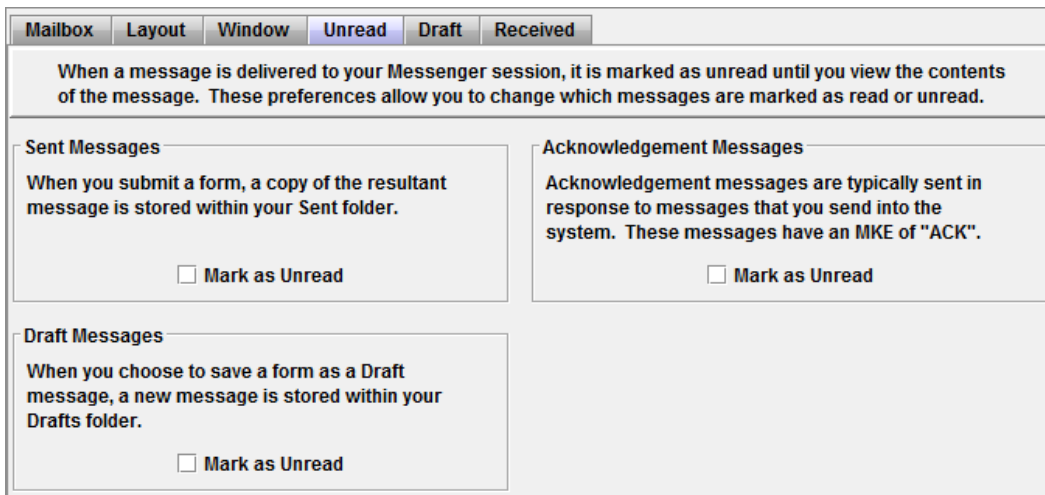 Mailbox Layout Window Unread Draft Received
When a message is delivered to your Messenger session, it is marked as unread until you view the contents
of the message. These preferences allow you to change which messages are marked as read or unread.
Sent Messages
When you submit a form, a copy of the resultant
message is stored within your Sent folder.
Mark as Unread
Acknowledgement Messages
Acknowledgement messages are typically sent in
response to messages that you send into the
system. These messages have an MKE of "ACK".
Mark as Unread
Draft Messages
When you choose to save a form as a Draft
message, a new message is stored within your
Drafts folder.
Mark as Unread